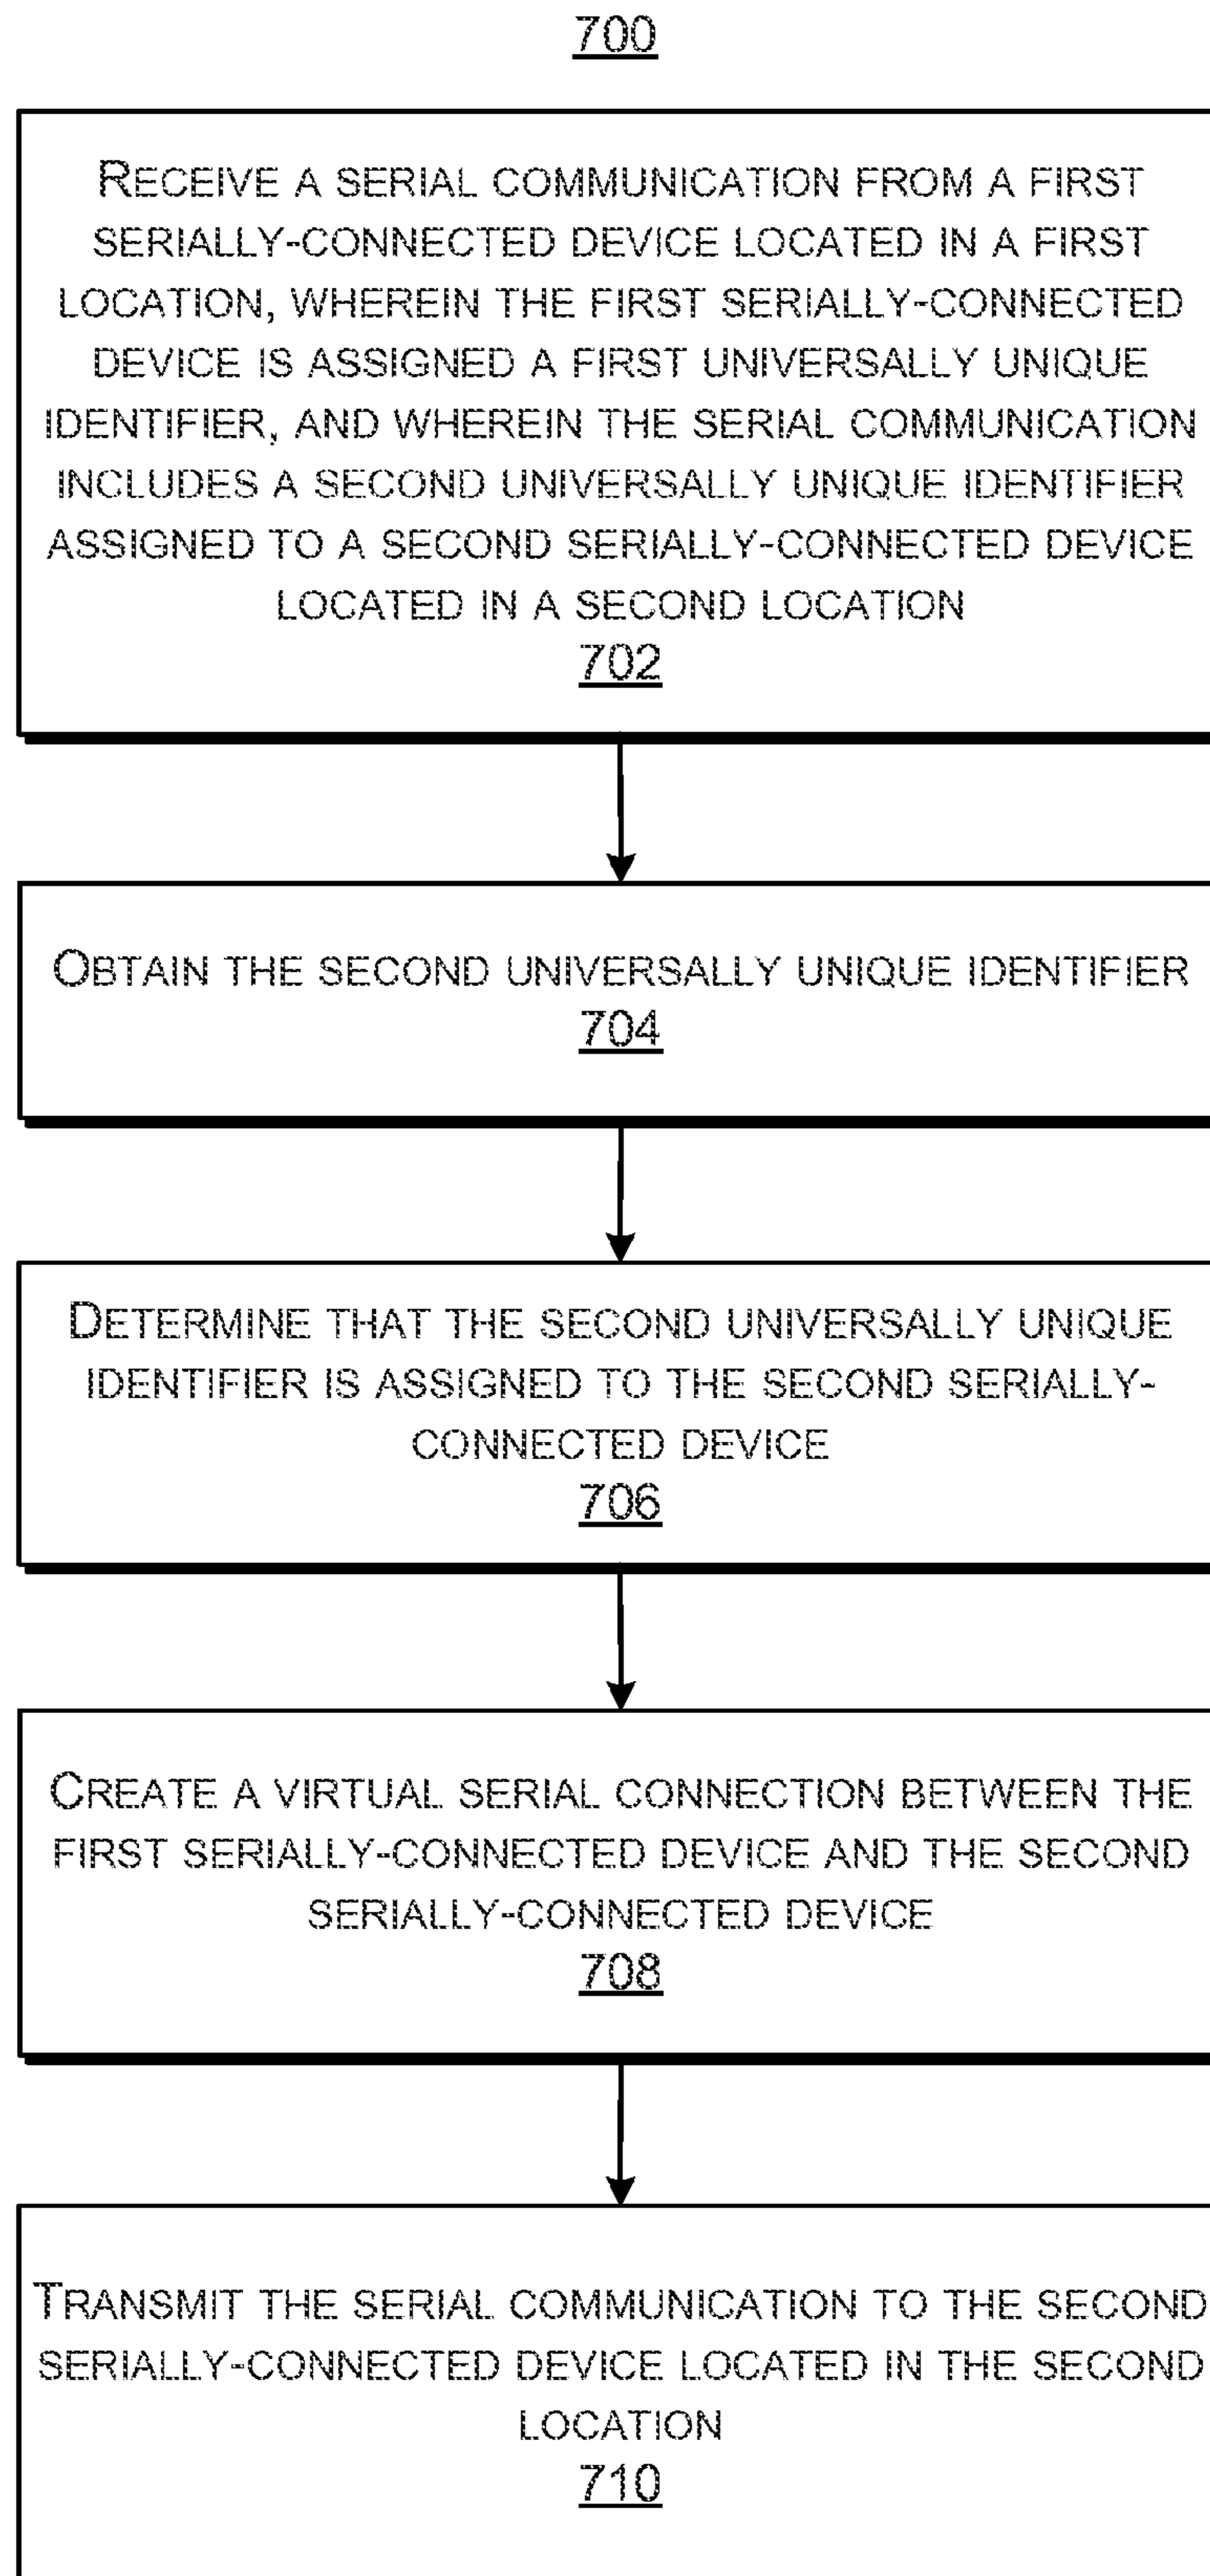 700
RECEIVE A SERIAL COMMUNICATION FROM A FIRST
SERIALLY-CONNECTED DEVICE LOCATED IN A FIRST
LOCATION, WHEREIN THE FIRST SERIALLY-CONNECTED
DEVICE IS ASSIGNED A FIRST UNIVERSALLY UNIQUE
IDENTIFIER, AND WHEREIN THE SERIAL COMMUNICATION
INCLUDES A SECOND UNIVERSALLY UNIQUE IDENTIFIER
ASSIGNED TO A SECOND SERIALLY-CONNECTED DEVICE
LOCATED IN A SECOND LOCATION
702
OBTAIN THE SECOND UNIVERSALLY UNIQUE IDENTIFIER
704
DETERMINE THAT THE SECOND UNIVERSALLY UNIQUE
IDENTIFIER IS ASSIGNED TO THE SECOND SERIALLY-
CONNECTED DEVICE
706
CREATE A VIRTUAL SERIAL CONNECTION BETWEEN THE
FIRST SERIALLY-CONNECTED DEVICE AND THE SECOND
SERIALLY-CONNECTED DEVICE
708
TRANSMIT THE SERIAL COMMUNICATION TO THE SECOND
SERIALLY-CONNECTED DEVICE LOCATED IN THE SECOND
LOCATION
710